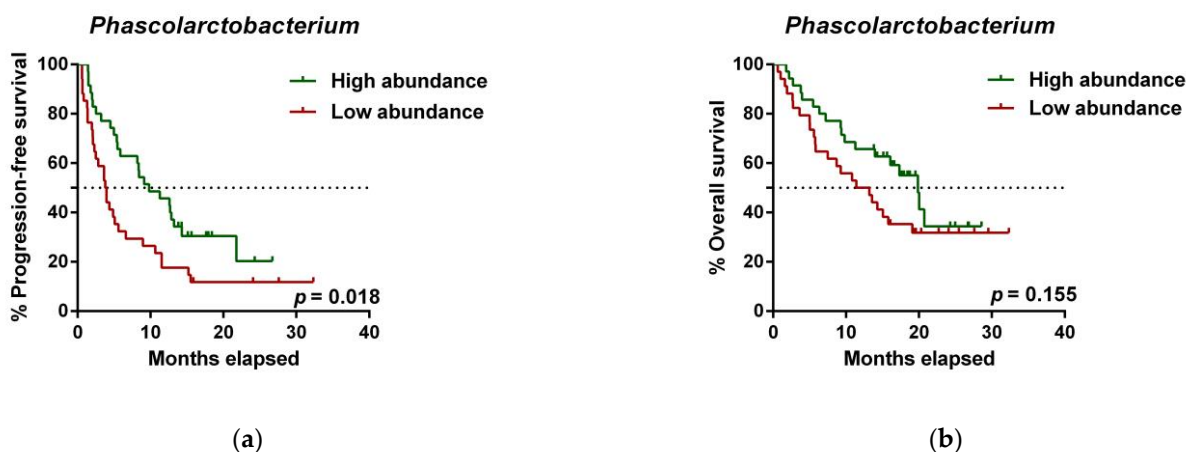 Phascolarctobacterium
% Progression-free survival
100
80
60
40
20
0
High abundance
Low abundance
p = 0.018
0 10 20 30 40
Months elapsed
(a)
Phascolarctobacterium
% Overall survival
100
80
60
40
20
0
High abundance
Low abundance
p = 0.155
0 10 20 30 40
Months elapsed
(b)